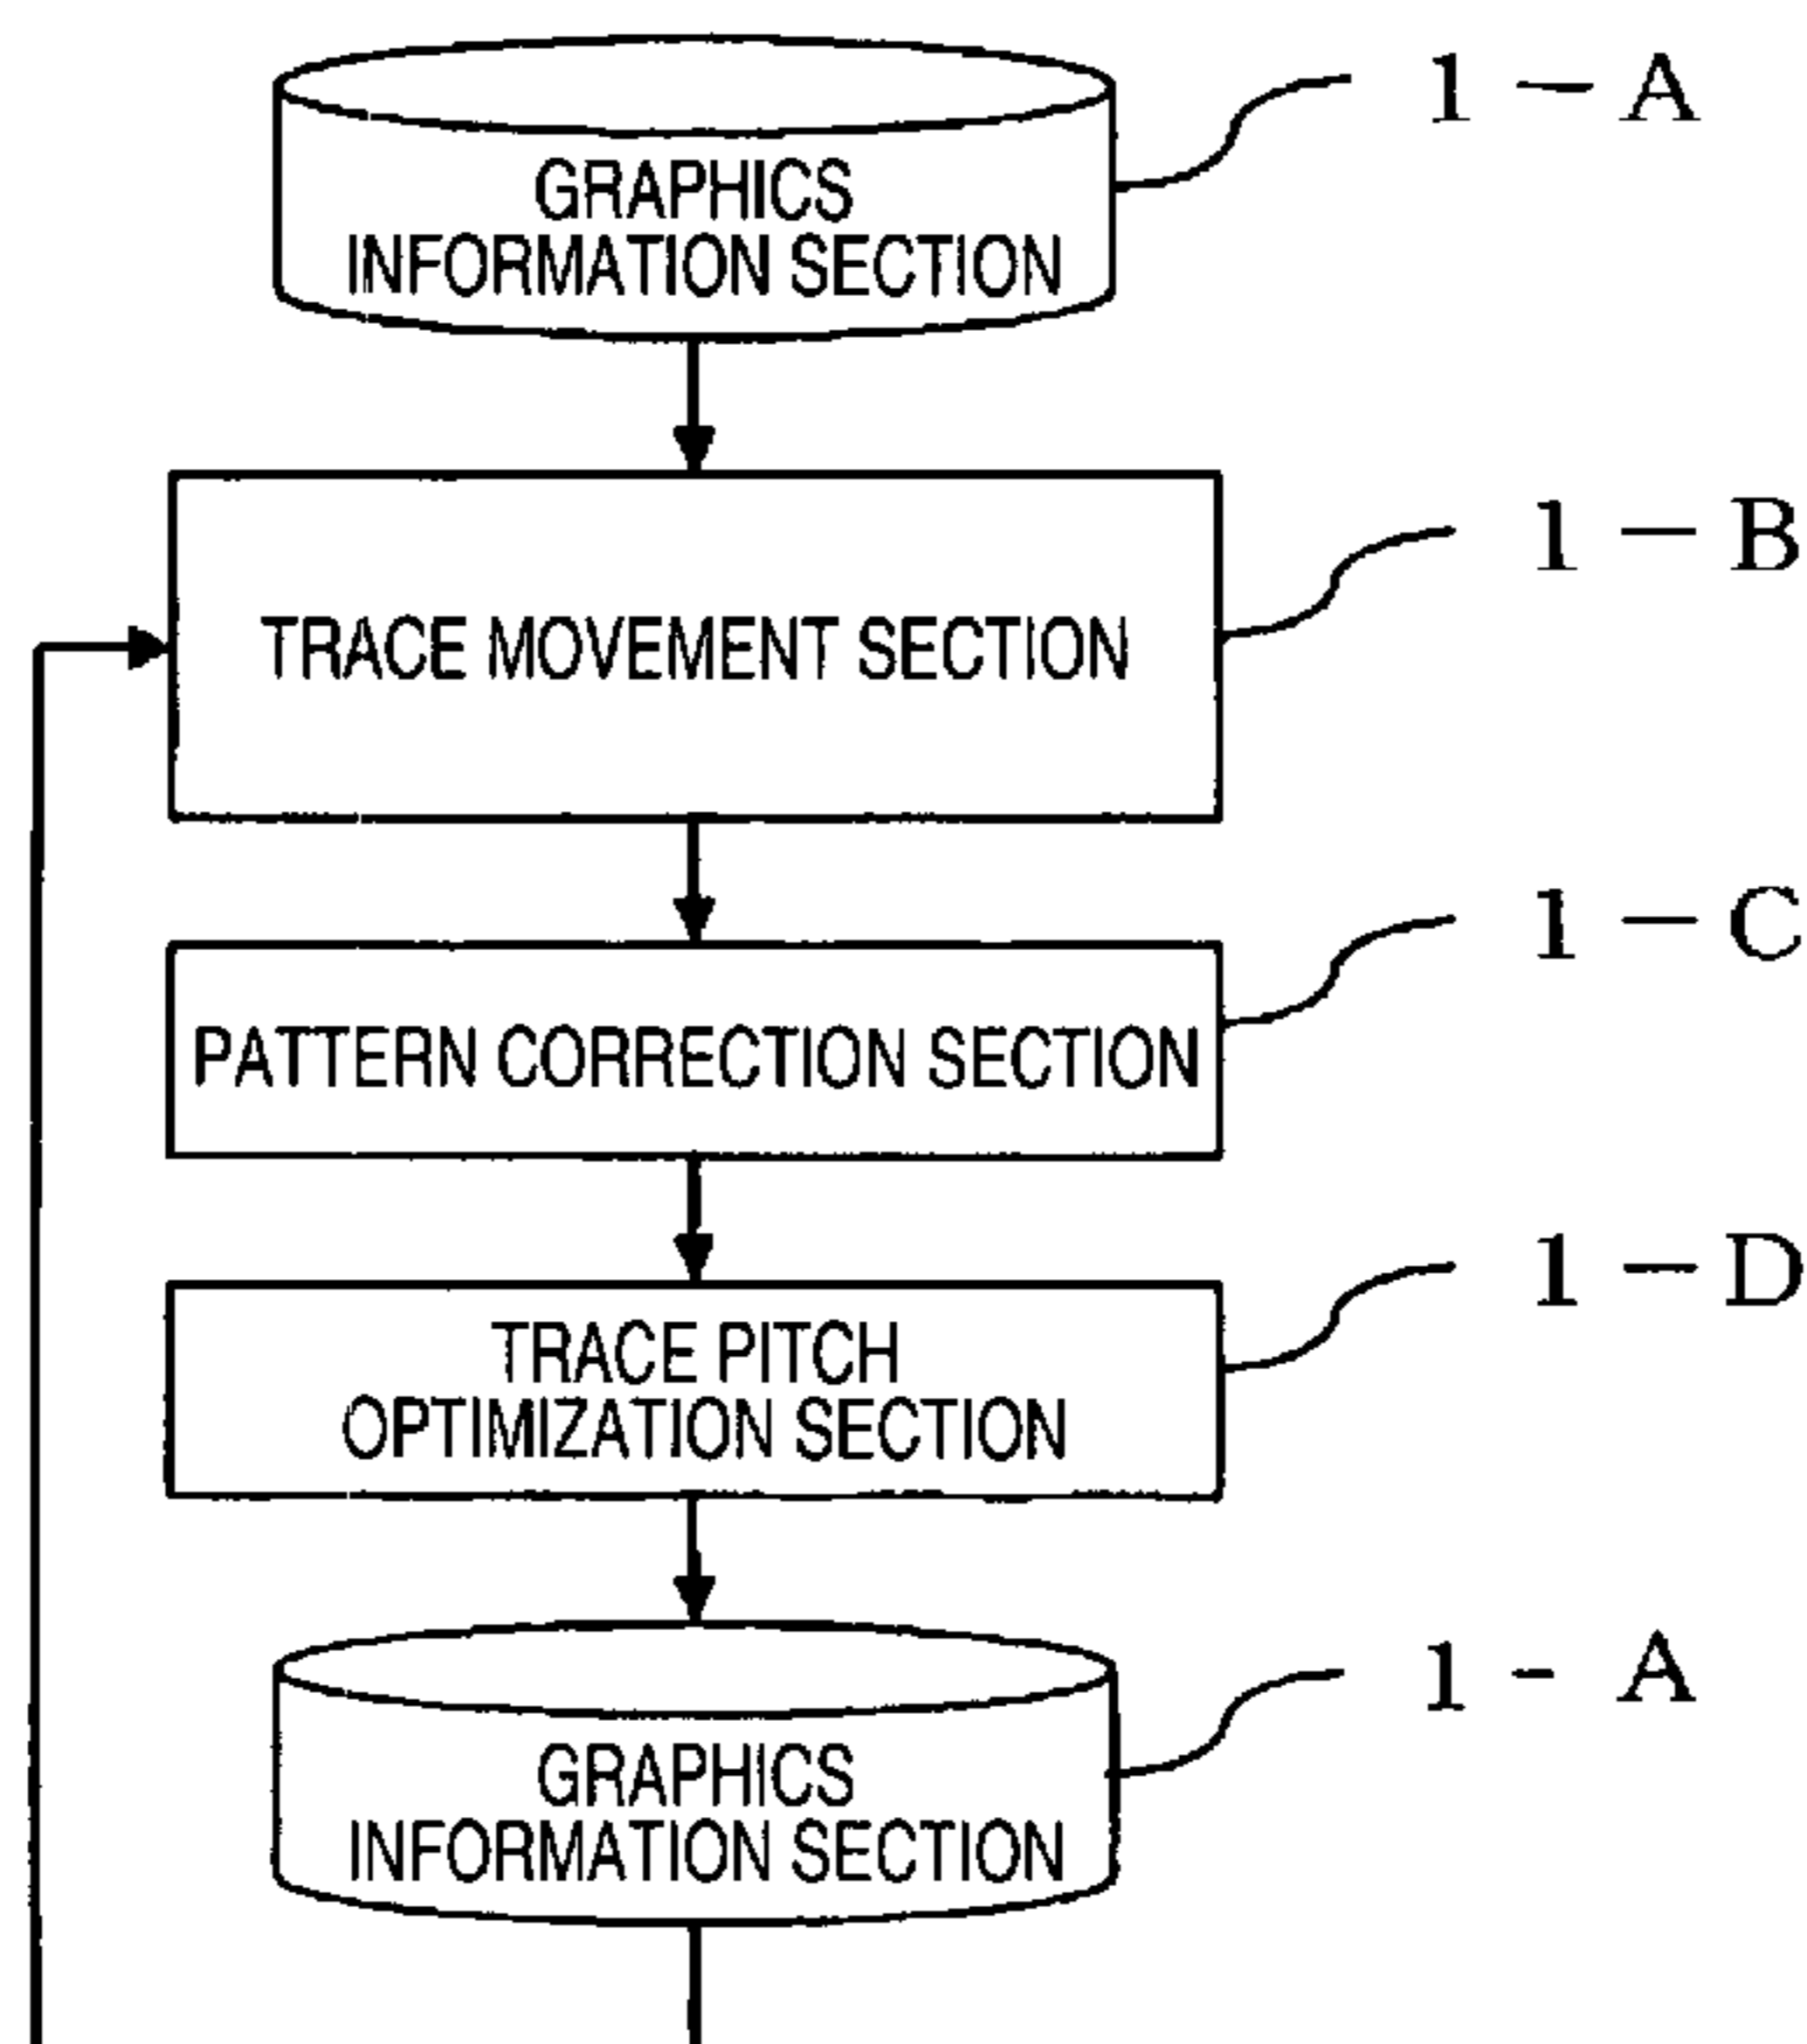 1 — A
GRAPHICS
INFORMATION SECTION
1 — B
TRACE MOVEMENT SECTION
1 — C
PATTERN CORRECTION SECTION
1 — D
TRACE PITCH
OPTIMIZATION SECTION
1 - A
GRAPHICS
INFORMATION SECTION